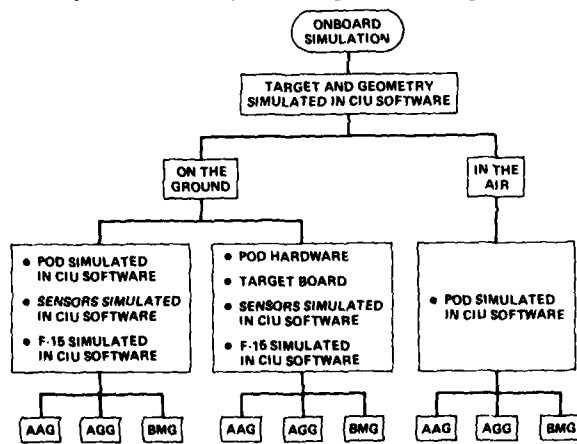 ONBOARD
SIMULATION
TARGET AND GEOMETRY
SIMULATED IN CIU SOFTWARE
ON THE
GROUND
IN THE
AIR
• POD SIMULATED
IN CIU SOFTWARE
• SENSORS SIMULATED
IN CIU SOFTWARE
• F-15 SIMULATED
IN CIU SOFTWARE
• POD HARDWARE
• TARGET BOARD
• SENSORS SIMULATED
IN CIU SOFTWARE
• F-15 SIMULATED
IN CIU SOFTWARE
• POD SIMULATED
IN CIU SOFTWARE
AAG AGG BMG AAG AGG BMG AAG AGG BMG